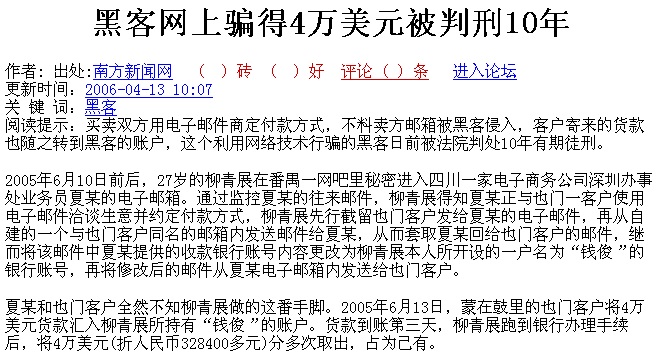 黑客网上骗得4万美元被判刑10年
作者: 出处:南方新闻网 （ ）砖 （ ）好 评论（ ）条 进入论坛
更新时间：2006-04-13 10:07
关 键 词：黑客
阅读提示：买卖双方用电子邮件商定付款方式，不料卖方邮箱被黑客侵入，客户寄来的货款
也随之转到黑客的账户，这个利用网络技术行骗的黑客日前被法院判处10年有期徒刑。
2005年6月10日前后，27岁的柳青展在番禺一网吧里秘密进入四川一家电子商务公司深圳办事
处业务员夏某的电子邮箱。通过监控夏某的往来邮件，柳青展得知夏某正与也门一客户使用
电子邮件洽谈生意并约定付款方式，柳青展先行截留也门客户发给夏某的电子邮件，再从自
建的一个与也门客户同名的邮箱内发送邮件给夏某，从而套取夏某回给也门客户的邮件，继
而将该邮件中夏某提供的收款银行账号内容更改为柳青展本人所开设的一户名为“钱俊 ”的
银行账号，再将修改后的邮件从夏某电子邮箱内发送给也门客户。
夏某和也门客户全然不知柳青展做的这番手脚。2005年6月13日，蒙在鼓里的也门客户将4万
美元货款汇入柳青展所持有“钱俊 ”的账户。货款到账第三天，柳青展跑到银行办理手续
后，将4万美元(折人民币328400多元)分多次取出，占为己有。